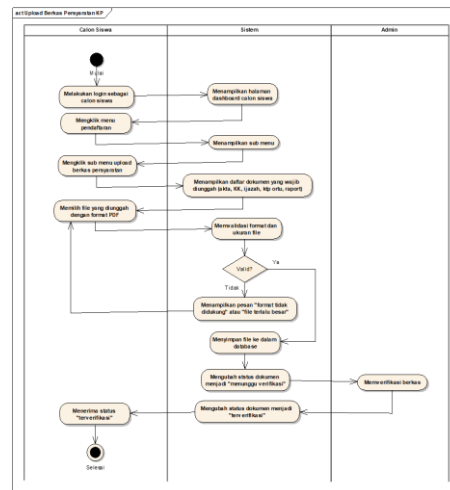 act Upload Berkas Persyaratan KP
Calon Siswa
Sistem
Admin
Mulai
Melakukan login sebagai
calon siswa
Menampilkan halaman
dashboard calon siswa
Mengklik menu
pendaftaran
Menampilkan sub menu
Mengklik sub menu upload
berkas persyaratan
Menampilkan daftar dokumen yang wajib
diunggah (akta, KK, ijazah, ktp ortu, report)
Memilih file yang diunggah
dengan format PDF
Memvalidasi format dan
ukuran file
Valid?
Ya
Tidak
Menampilkan pesan "format tidak
didukung" atau "file terlalu besar"
Menyimpan file ke dalam
database
Mengubah status dokumen
menjadi "menunggu verifikasi"
Memverifikasi berkas
Mengubah status dokumen menjadi
"terverifikasi"
Menerima status
"terverifikasi"
Selesai